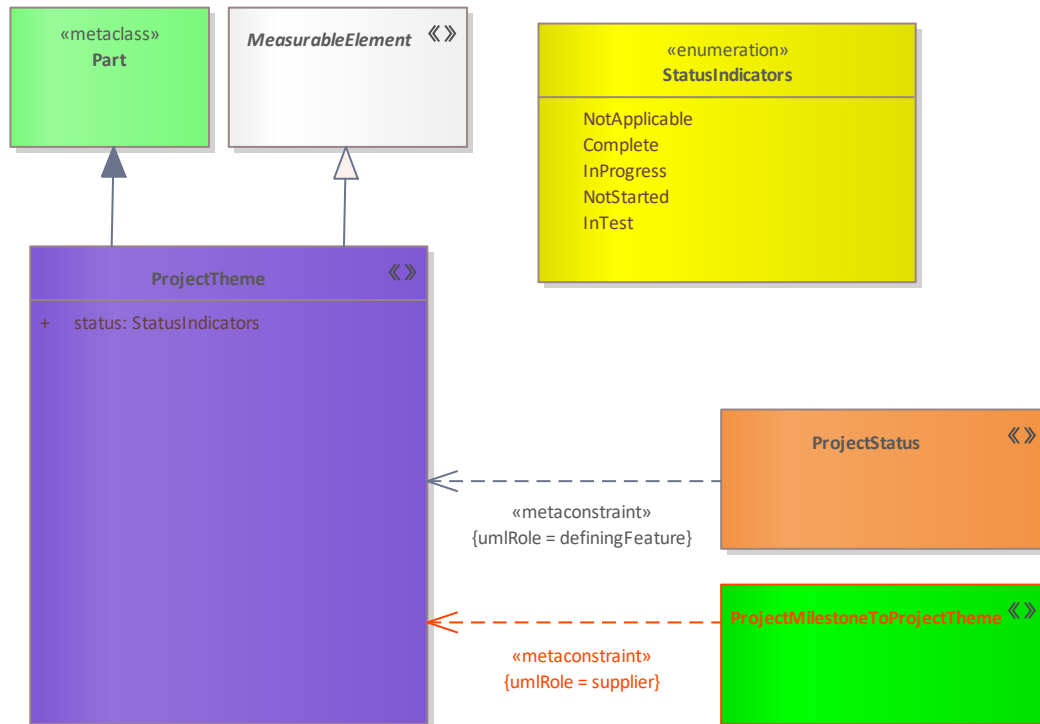 «metaclass»
Part
MeasurableElement «»
«enumeration»
StatusIndicators
NotApplicable
Complete
InProgress
NotStarted
InTest
ProjectTheme «»
+ status: StatusIndicators
ProjectStatus «»
«metaconstraint»
{umlRole = definingFeature}
ProjectMilestoneToProjectTheme «»
«metaconstraint»
{umlRole = supplier}